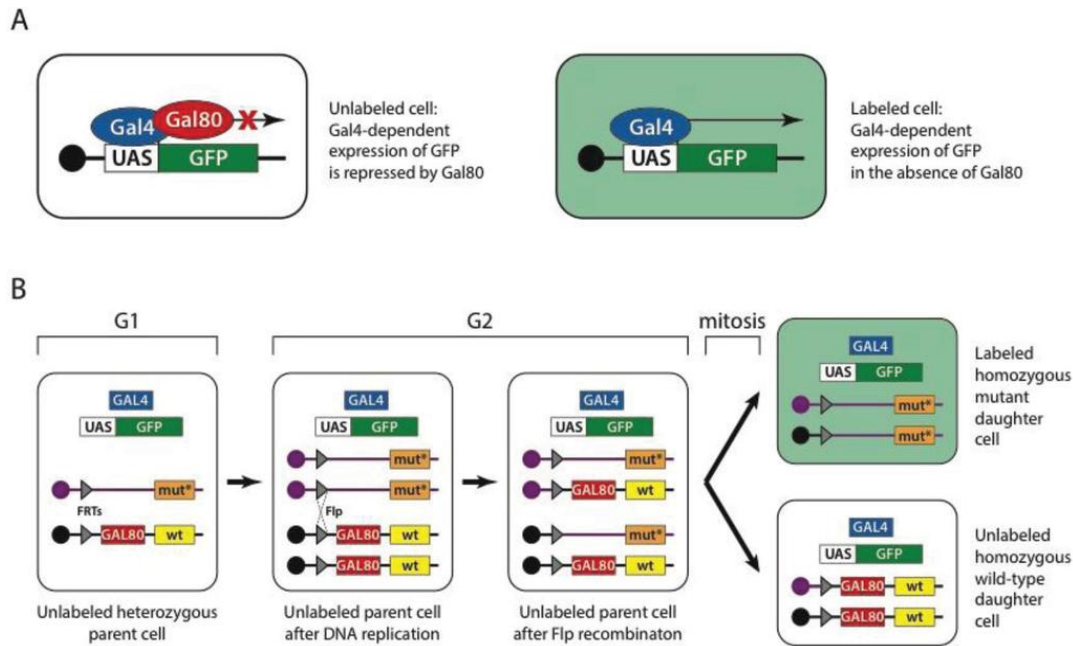 A
Gal4
Gal80
X
UAS
GFP
Unlabeled cell:
Gal4-dependent
expression of GFP
is repressed by Gal80
Gal4
UAS
GFP
Labeled cell:
Gal4-dependent
expression of GFP
in the absence of Gal80
B
G1
G2
mitosis
GAL4
UAS GFP
mut*
FRTs
GAL80 wt
Unlabeled heterozygous
parent cell
GAL4
UAS GFP
mut*
mut*
Flp
GAL80 wt
GAL80 wt
Unlabeled parent cell
after DNA replication
GAL4
UAS GFP
mut*
GAL80 wt
mut*
GAL80 wt
Unlabeled parent cell
after Flp recombinaton
GAL4
UAS GFP
mut*
mut*
Labeled
homozygous
mutant
daughter
cell
GAL4
UAS GFP
GAL80 wt
GAL80 wt
Unlabeled
homozygous
wild-type
daughter
cell